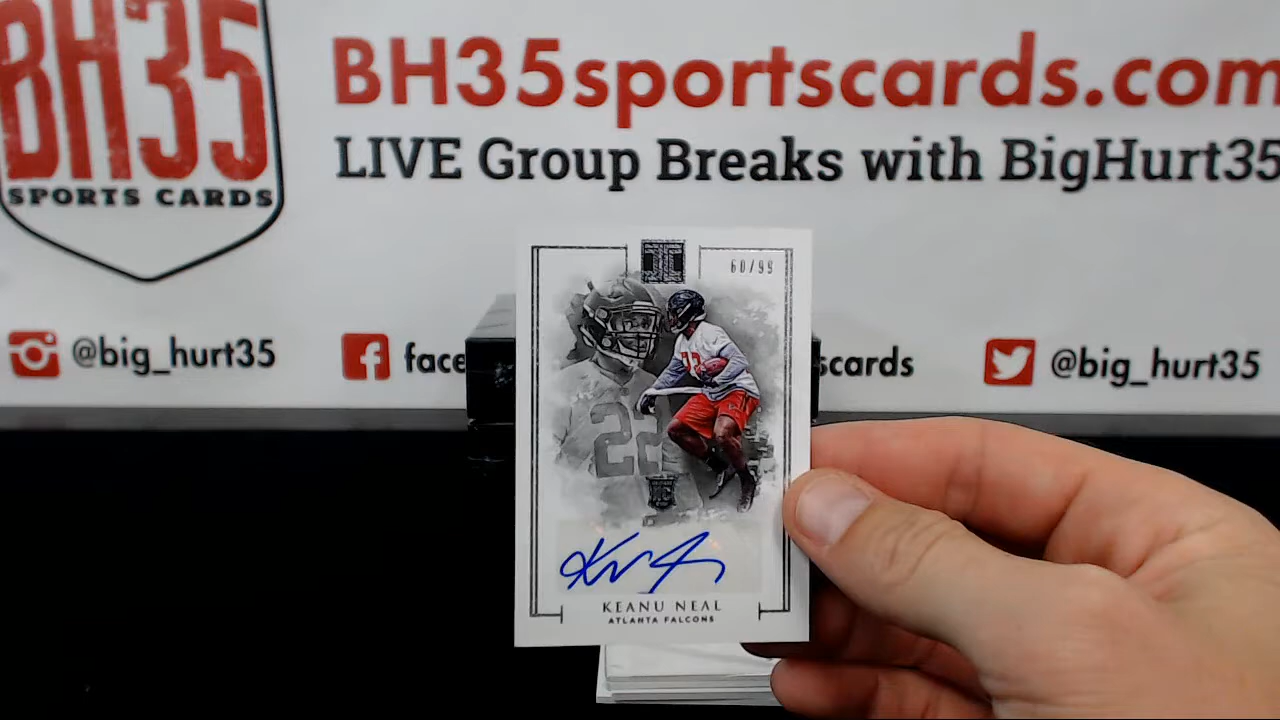 BH35
SPORTS CARDS
BH35sportscards.com
LIVE Group Breaks with BigHurt35
@big_hurt35
face
scards
@big_hurt35
60/99
22
KEANU NEAL
ATLANTA FALCONS